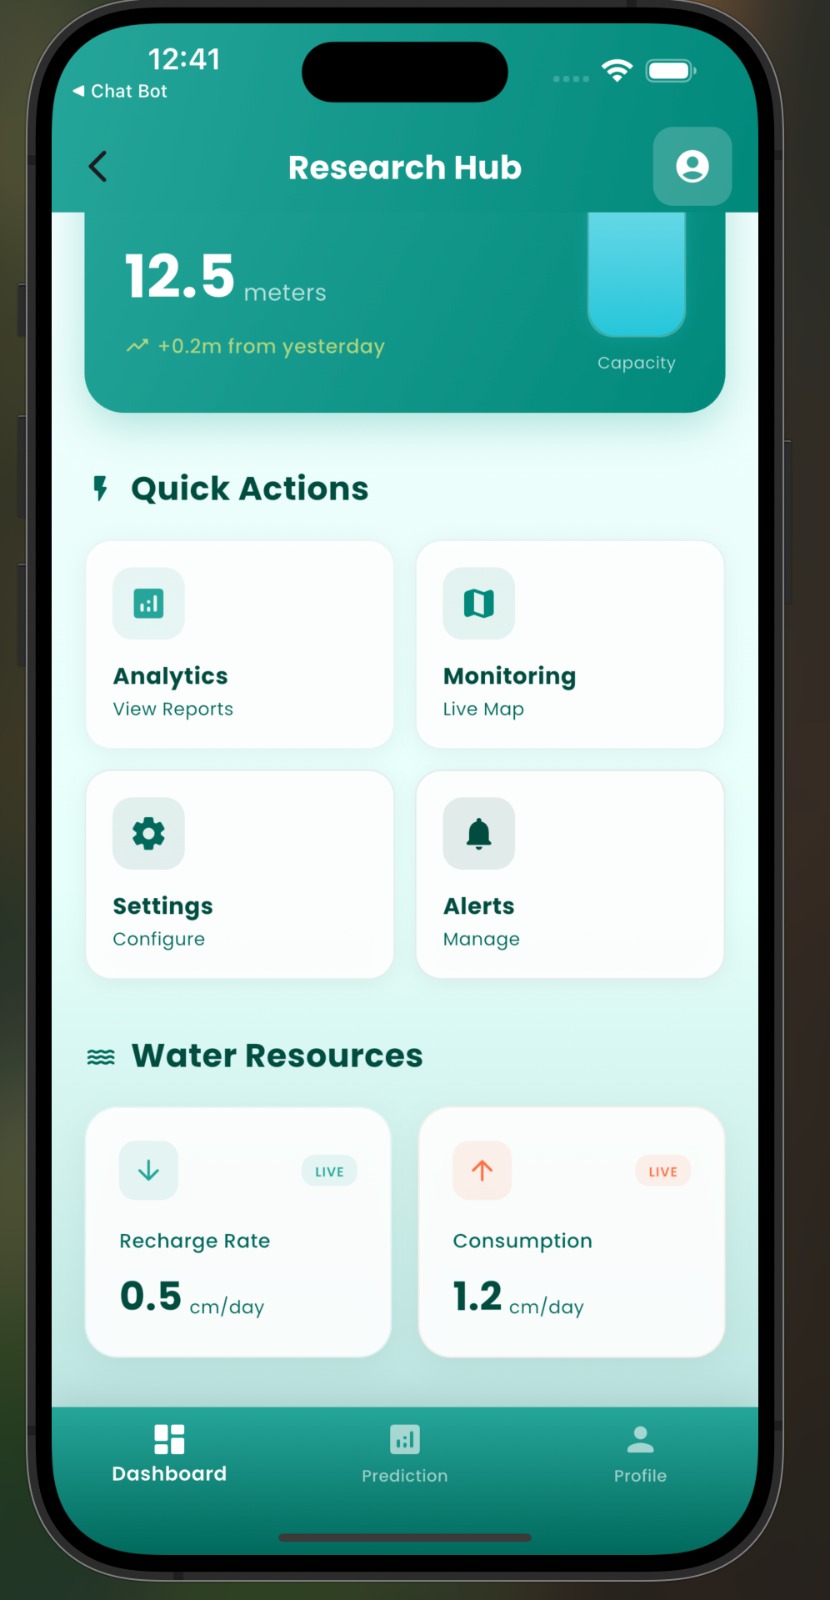 12:41
◀ Chat Bot
Research Hub
12.5 meters
+0.2m from yesterday
Capacity
Quick Actions
Analytics
View Reports
Monitoring
Live Map
Settings
Configure
Alerts
Manage
Water Resources
LIVE
Recharge Rate
0.5 cm/day
LIVE
Consumption
1.2 cm/day
Dashboard
Prediction
Profile